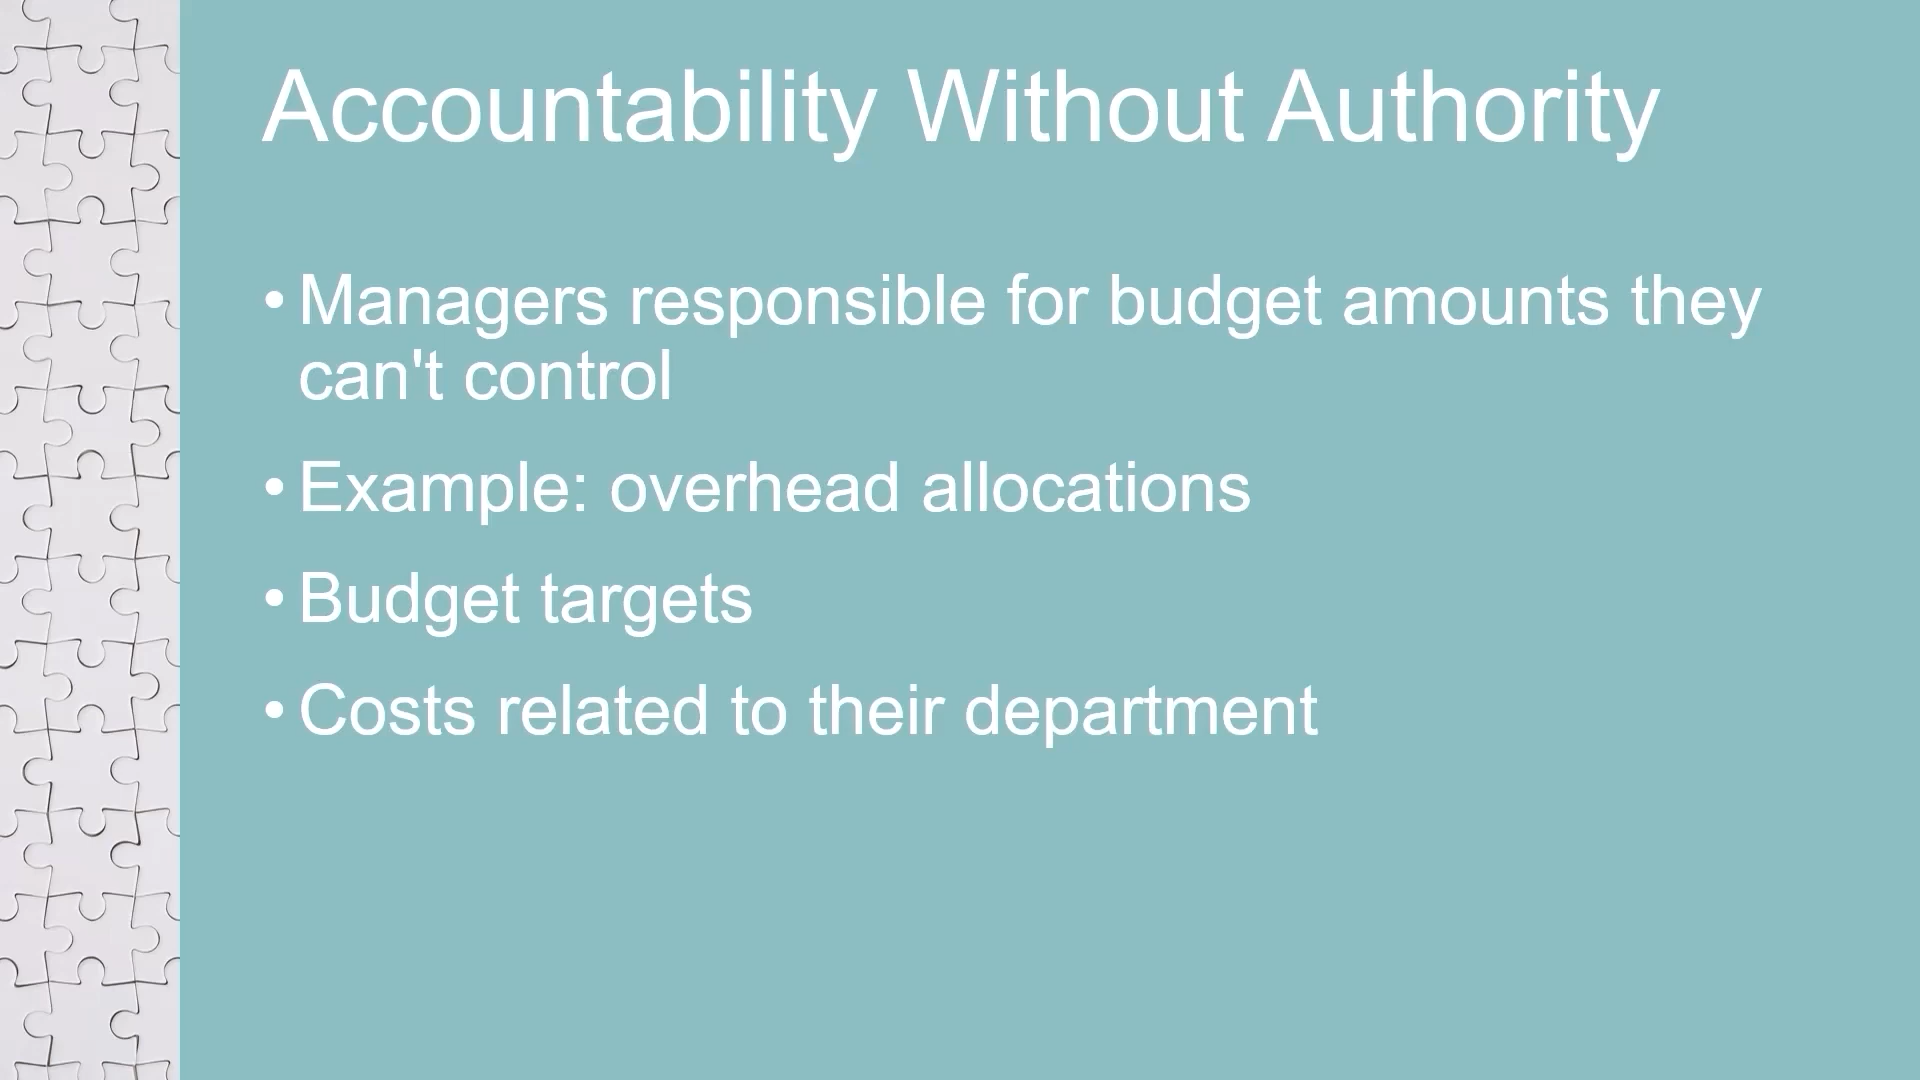 Accountability Without Authority
• Managers responsible for budget amounts they
can't control
• Example: overhead allocations
• Budget targets
• Costs related to their department